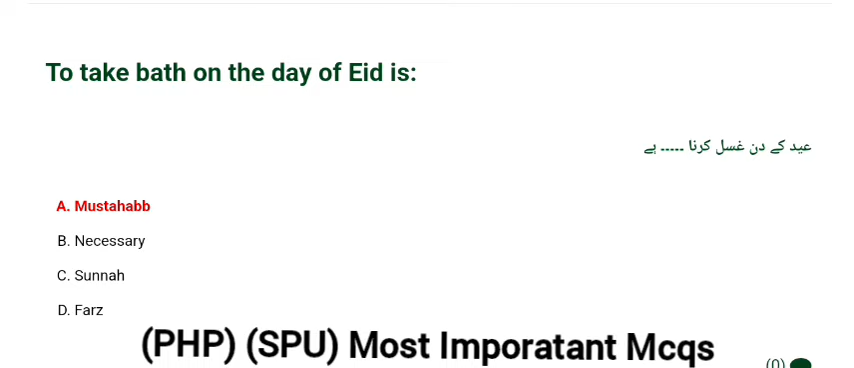 To take bath on the day of Eid is:
عید کے دن غسل کرنا ----- ہے
A. Mustahabb
B. Necessary
C. Sunnah
D. Farz
(PHP) (SPU) Most Imporatant Mcqs
(0)